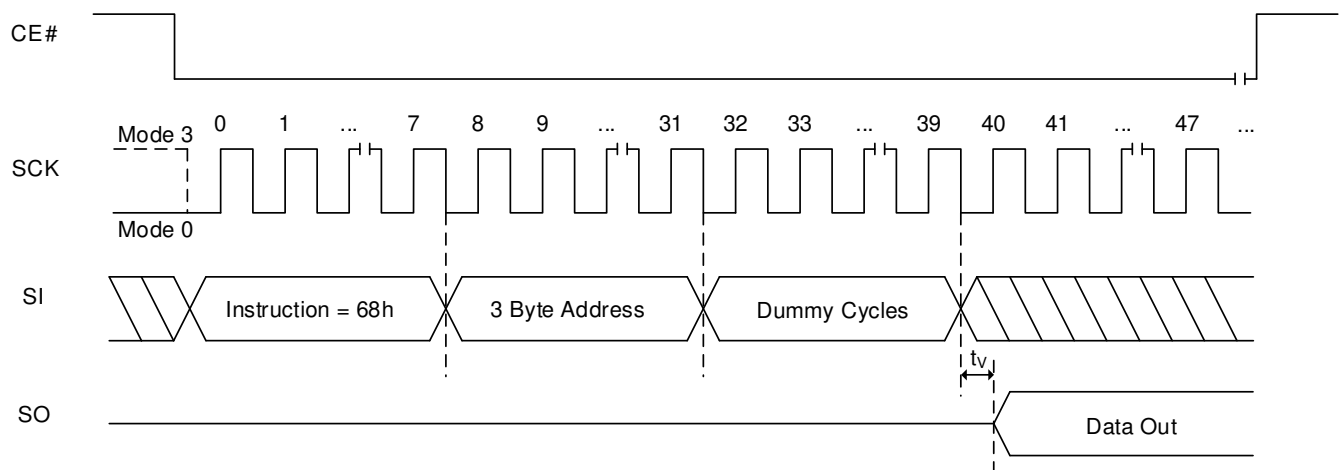 CE#
0 1 ... 7 8 9 ... 31 32 33 ... 39 40 41 ... 47 ...
Mode 3
SCK
Mode 0
SI
Instruction = 68h
3 Byte Address
Dummy Cycles
tV
SO
Data Out